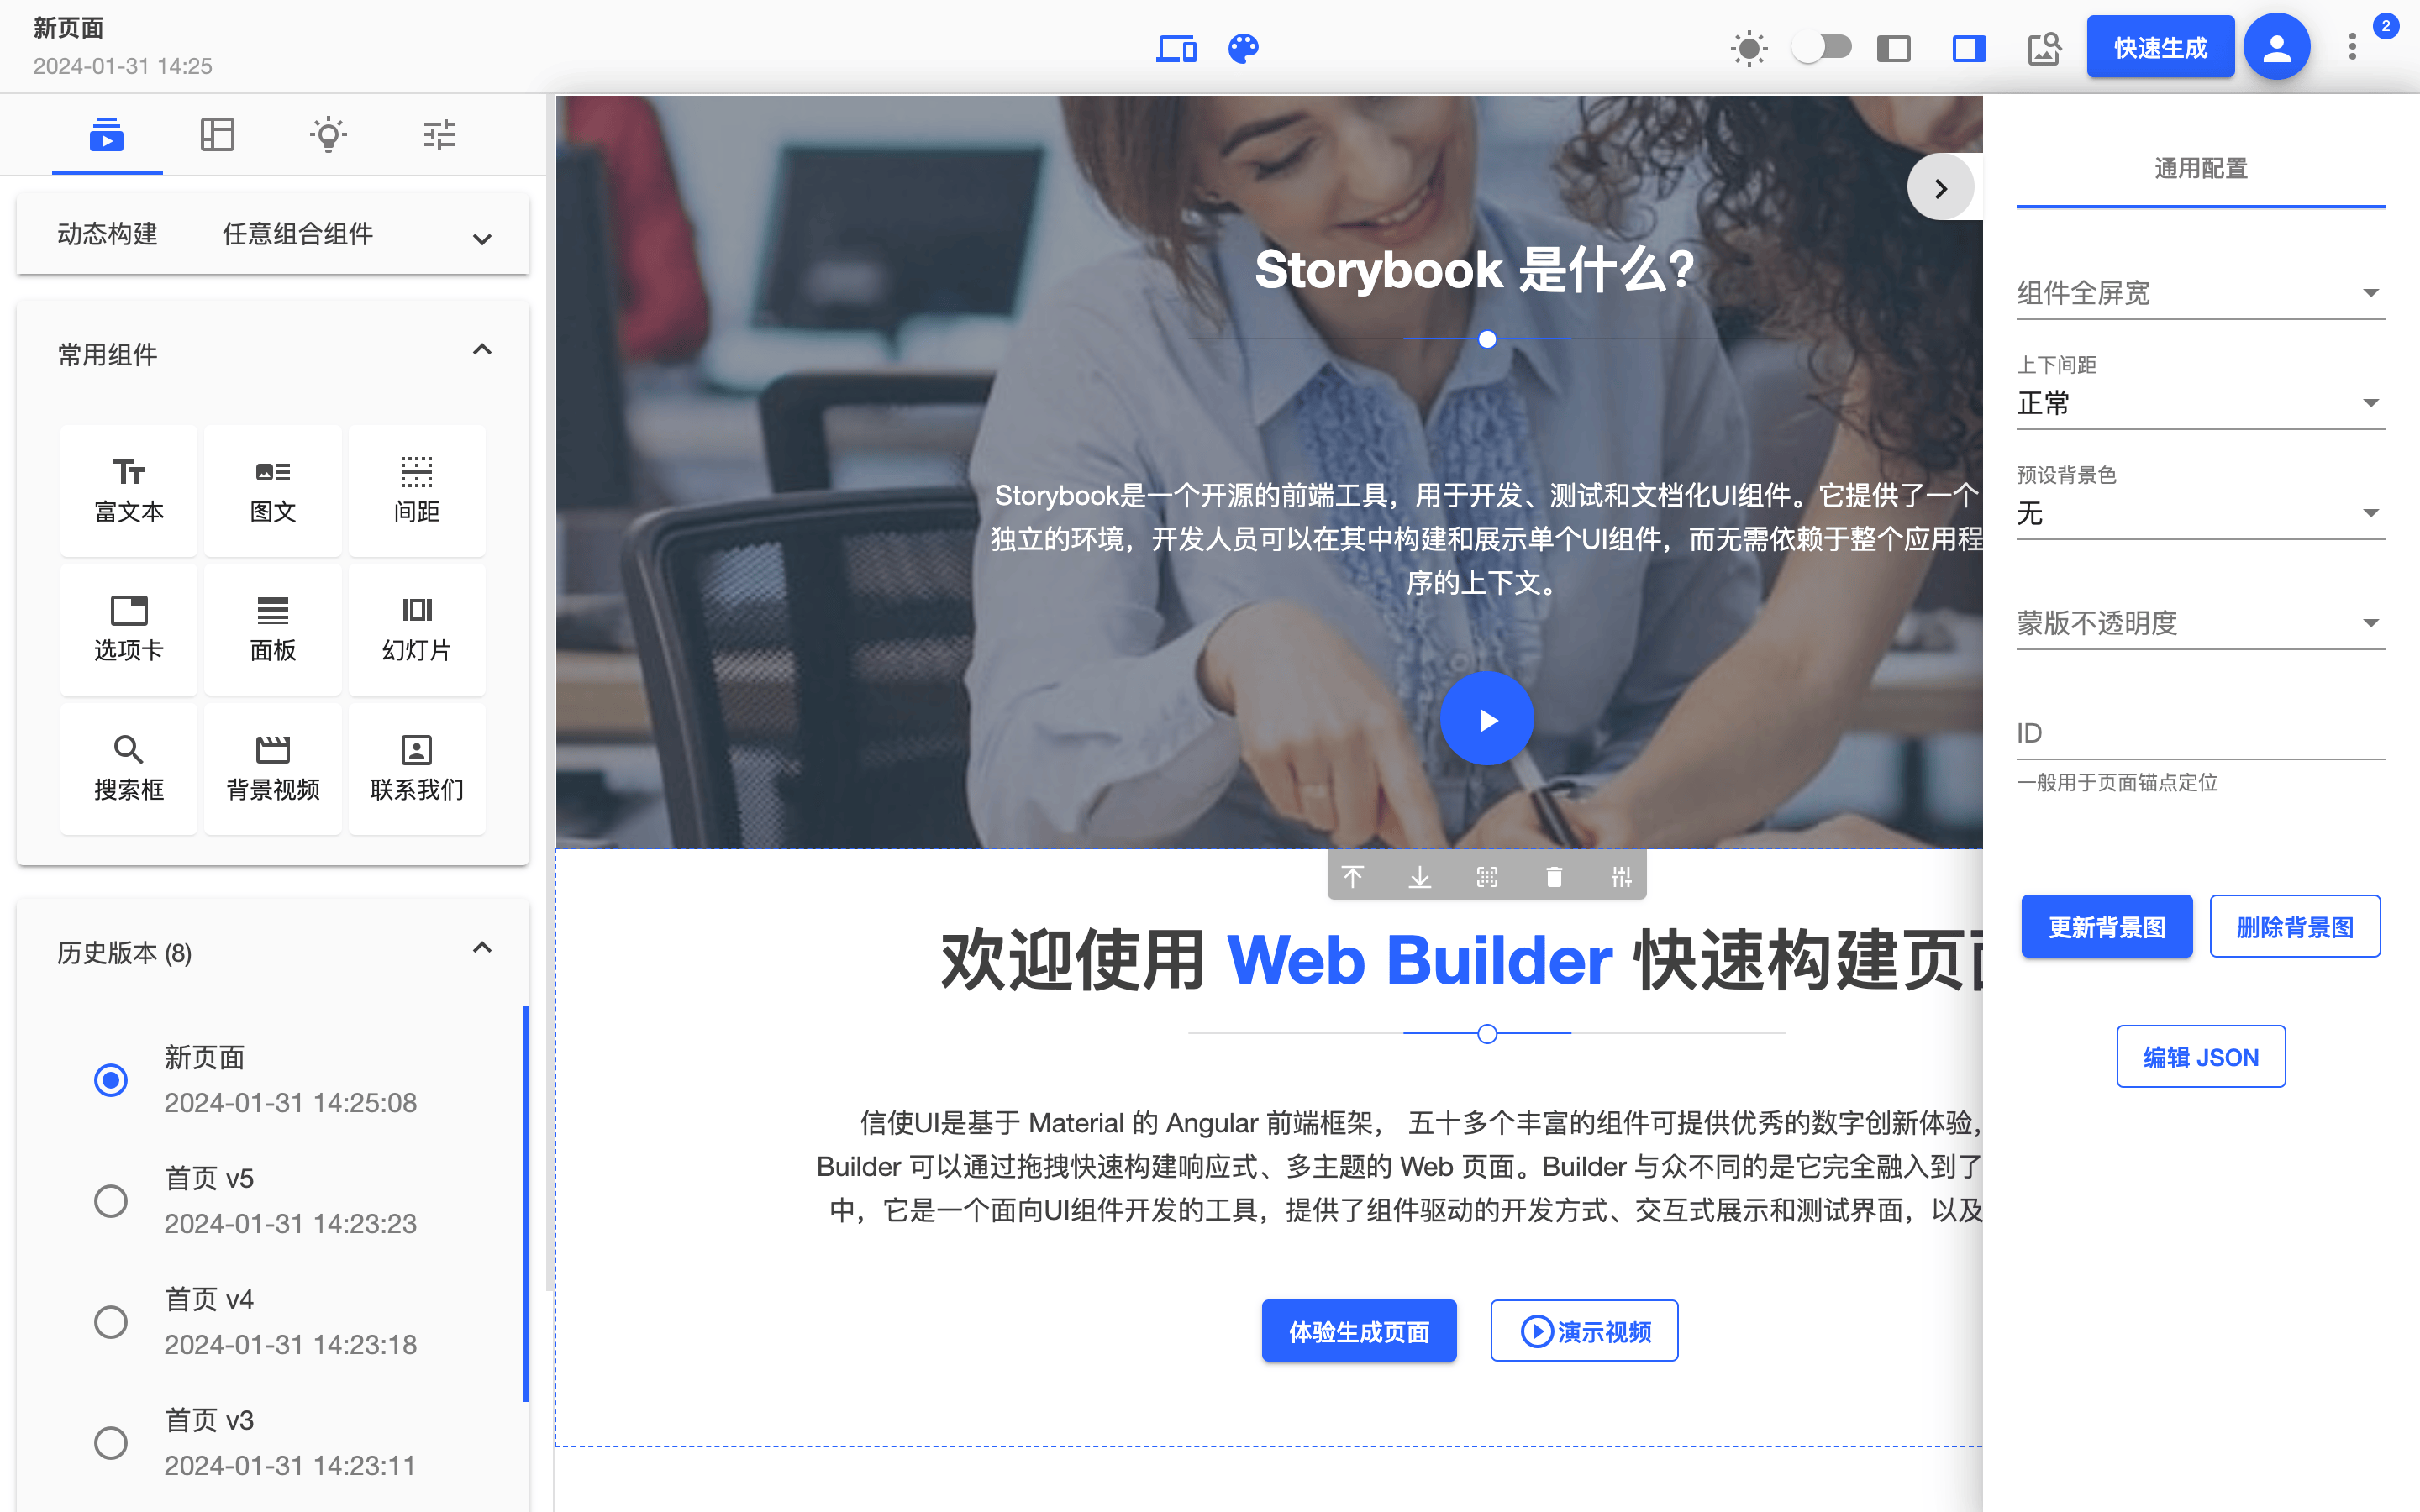 新页面
2024-01-31 14:25
快速生成
2
动态构建 任意组合组件
常用组件
富文本
图文
间距
选项卡
面板
幻灯片
搜索框
背景视频
联系我们
历史版本 (8)
新页面
2024-01-31 14:25:08
首页 v5
2024-01-31 14:23:23
首页 v4
2024-01-31 14:23:18
首页 v3
2024-01-31 14:23:11
Storybook 是什么?
Storybook是一个开源的前端工具，用于开发、测试和文档化UI组件。它提供了一个
独立的环境，开发人员可以在其中构建和展示单个UI组件，而无需依赖于整个应用程
序的上下文。
欢迎使用 Web Builder 快速构建页
信使UI是基于 Material 的 Angular 前端框架， 五十多个丰富的组件可提供优秀的数字创新体验，
Builder 可以通过拖拽快速构建响应式、多主题的 Web 页面。Builder 与众不同的是它完全融入到了
中，它是一个面向UI组件开发的工具，提供了组件驱动的开发方式、交互式展示和测试界面，以及
体验生成页面
演示视频
通用配置
组件全屏宽
上下间距
正常
预设背景色
无
蒙版不透明度
ID
一般用于页面锚点定位
更新背景图
删除背景图
编辑 JSON